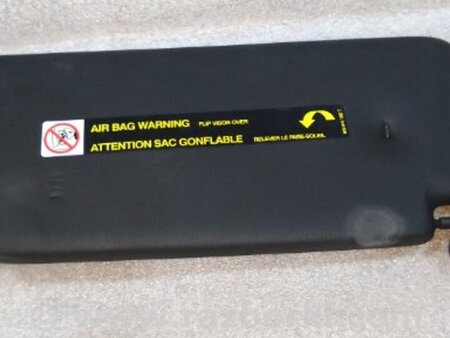 AIR BAG WARNING FLIP VISOR OVER
ATTENTION SAC GONFLABLE RELEVER LE PARE-SOLEIL